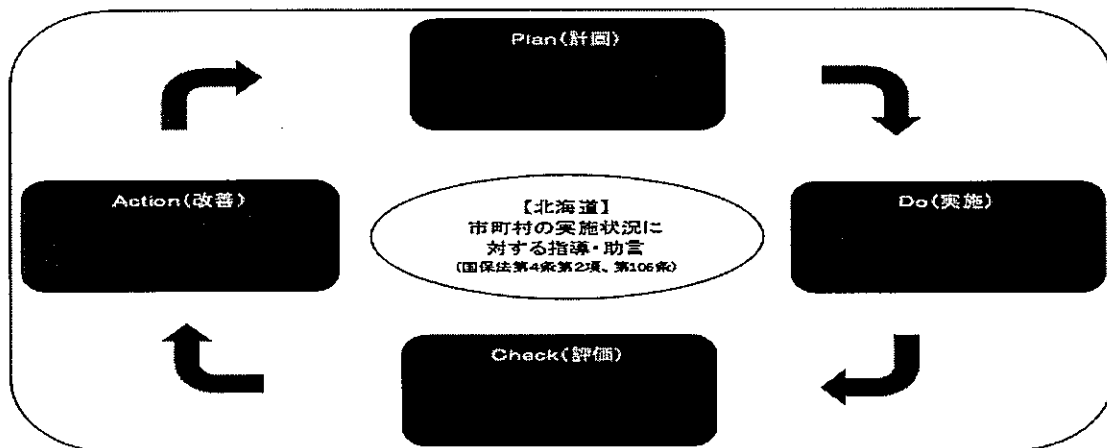 Plan(計画)
Action(改善)
【北海道】
市町村の実施状況に
対する指導・助言
(国保法第4条第2項、第106条)
Do(実施)
Check(評価)